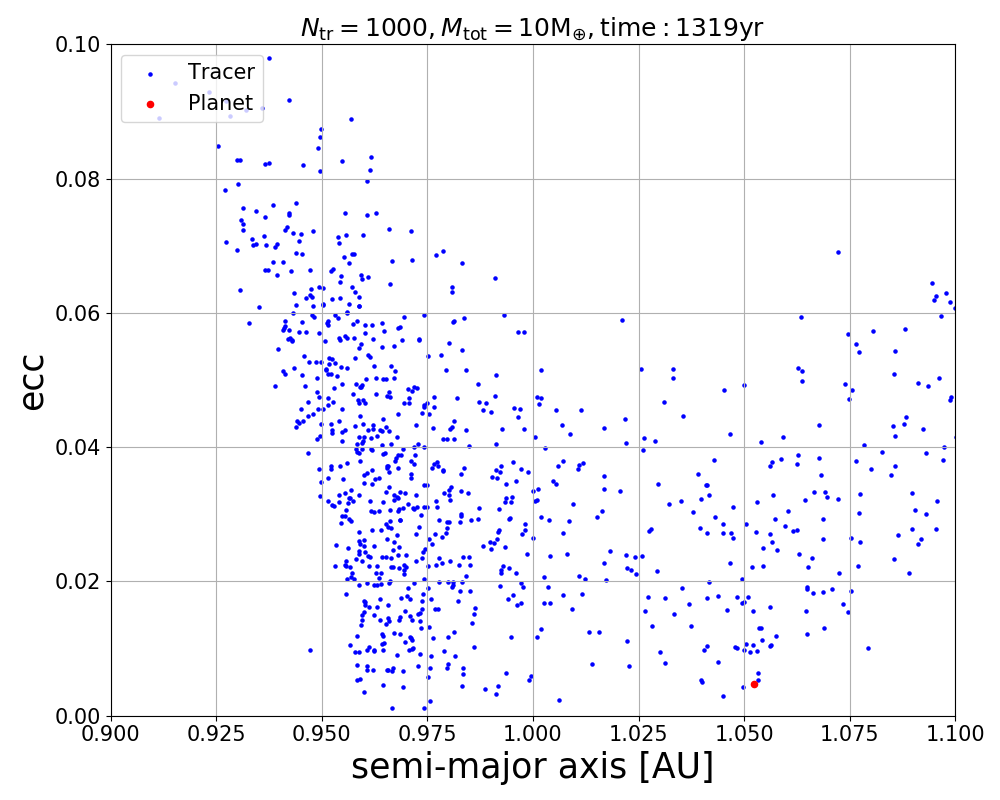 N_tr = 1000, M_tot = 10M_⊕, time : 1319yr
Tracer
Planet
ecc
0.10
0.08
0.06
0.04
0.02
0.00
0.900 0.925 0.950 0.975 1.000 1.025 1.050 1.075 1.100
semi-major axis [AU]